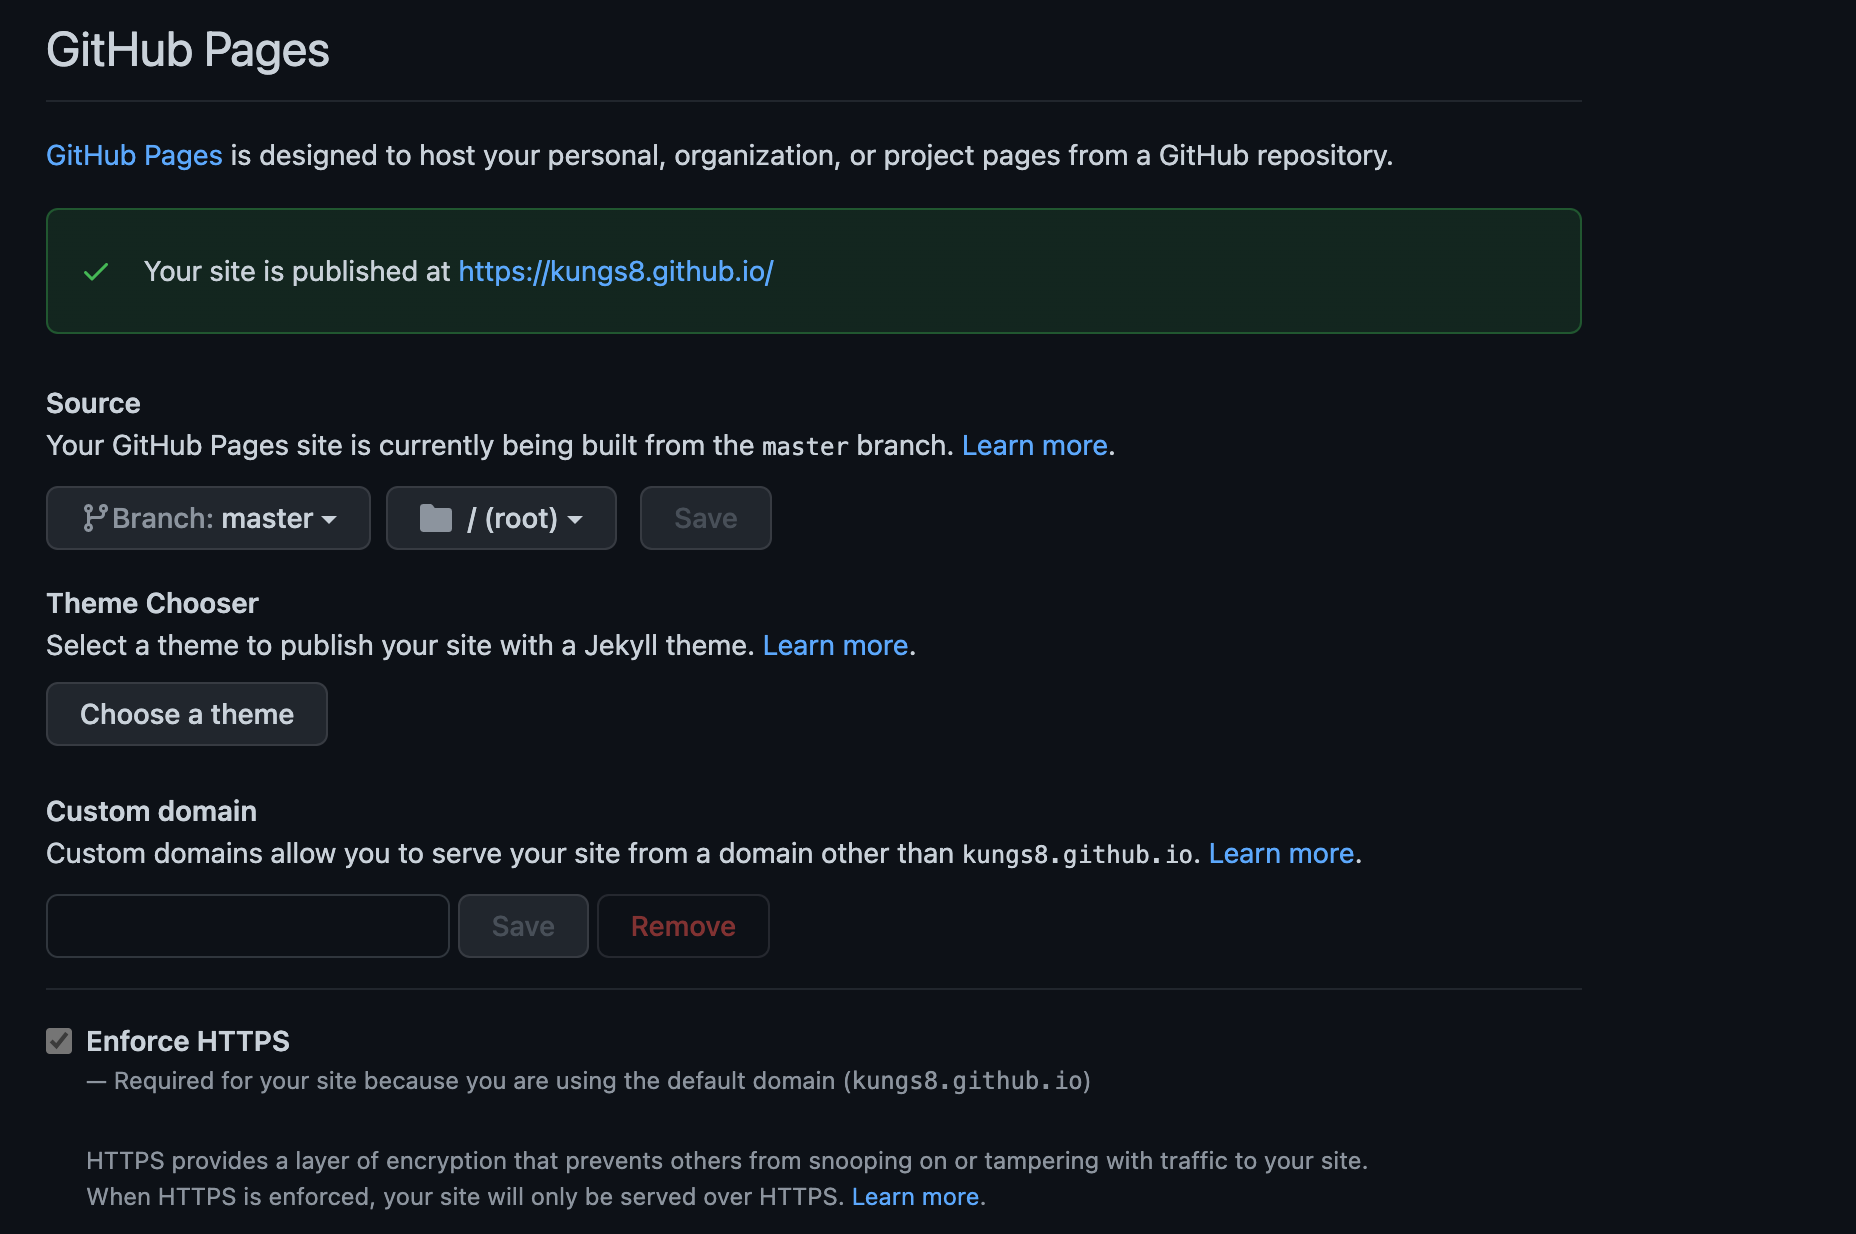 GitHub Pages
GitHub Pages is designed to host your personal, organization, or project pages from a GitHub repository.
Your site is published at https://kungs8.github.io/
Source
Your GitHub Pages site is currently being built from the master branch. Learn more.
Branch: master / (root) Save
Theme Chooser
Select a theme to publish your site with a Jekyll theme. Learn more.
Choose a theme
Custom domain
Custom domains allow you to serve your site from a domain other than kungs8.github.io. Learn more.
Save Remove
Enforce HTTPS
— Required for your site because you are using the default domain (kungs8.github.io)
HTTPS provides a layer of encryption that prevents others from snooping on or tampering with traffic to your site.
When HTTPS is enforced, your site will only be served over HTTPS. Learn more.